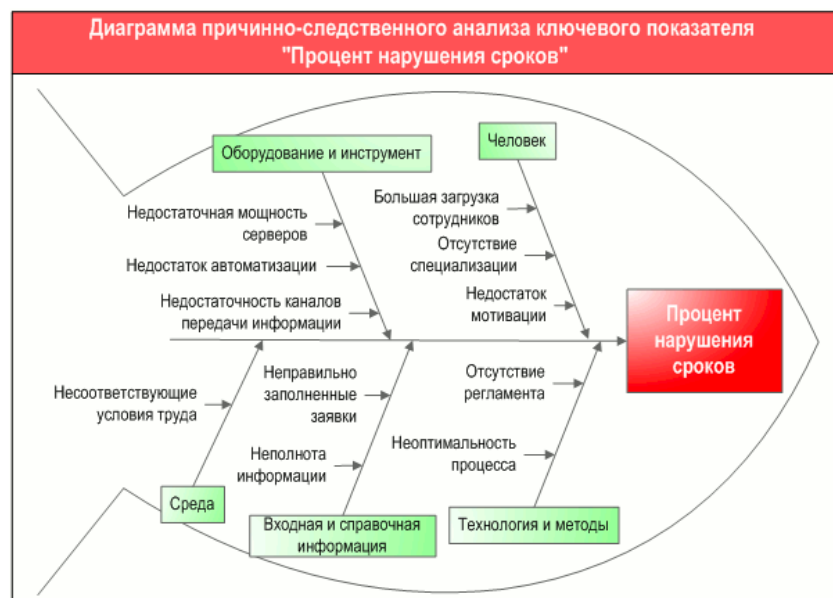 Диаграмма причинно-следственного анализа ключевого показателя
"Процент нарушения сроков"
Оборудование и инструмент
Человек
Недостаточная мощность
серверов
Недостаток автоматизации
Недостаточность каналов
передачи информации
Большая загрузка
сотрудников
Отсутствие
специализации
Недостаток
мотивации
Процент
нарушения
сроков
Несоответствующие
условия труда
Неправильно
заполненные
заявки
Неполнота
информации
Отсутствие
регламента
Неоптимальность
процесса
Среда
Входная и справочная
информация
Технология и методы